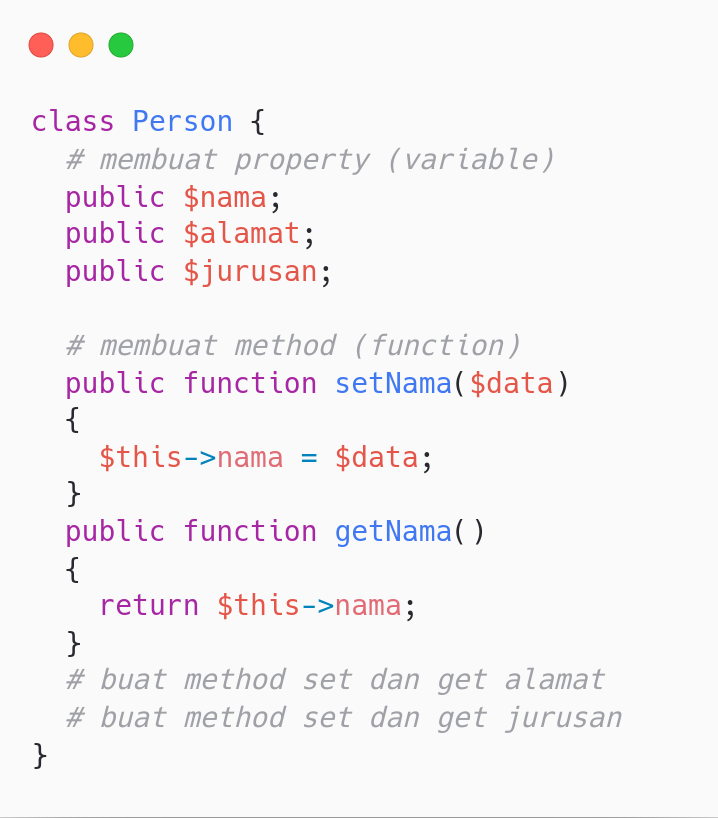 class Person {
  # membuat property (variable)
  public $nama;
  public $alamat;
  public $jurusan;

  # membuat method (function)
  public function setNama($data)
  {
    $this->nama = $data;
  }
  public function getNama()
  {
    return $this->nama;
  }
  # buat method set dan get alamat
  # buat method set dan get jurusan
}